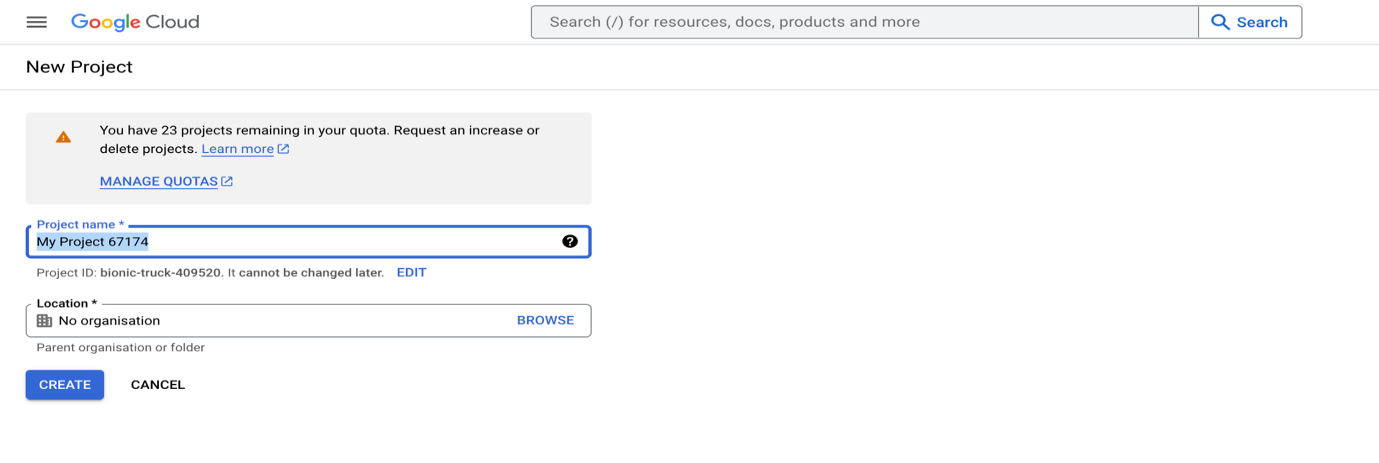 Google Cloud
Search (/) for resources, docs, products and more
Search
New Project
You have 23 projects remaining in your quota. Request an increase or
delete projects. Learn more
MANAGE QUOTAS
Project name *
My Project 67174
Project ID: bionic-truck-409520. It cannot be changed later. EDIT
Location *
No organisation
BROWSE
Parent organisation or folder
CREATE
CANCEL